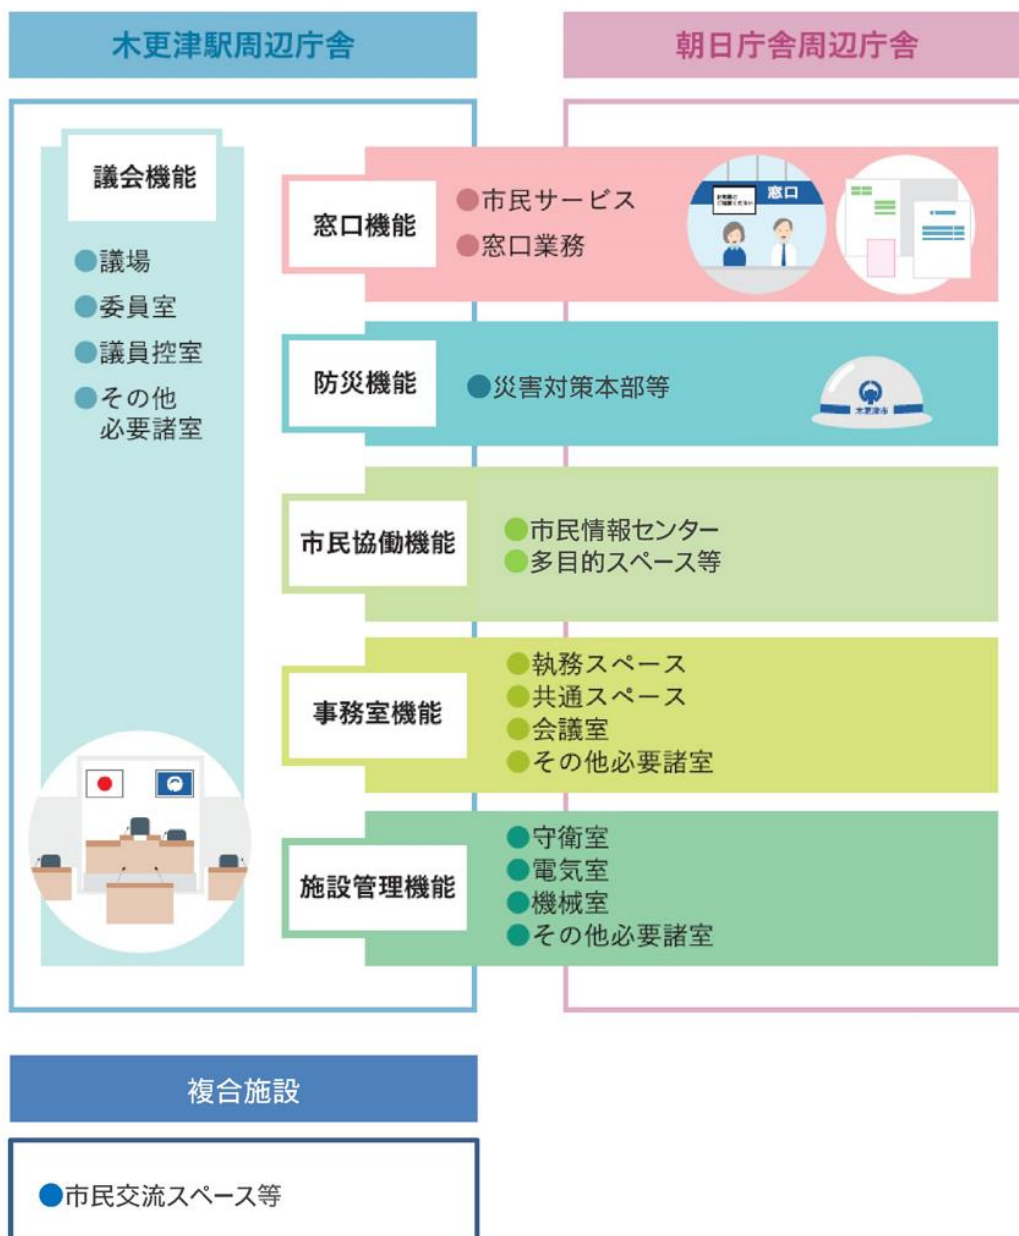 木更津駅周辺庁舎
朝日庁舎周辺庁舎
議会機能
●議場
●委員室
●議員控室
●その他
必要諸室
窓口機能
●市民サービス
●窓口業務
窓口
防災機能
●災害対策本部等
木更津市
市民協働機能
●市民情報センター
●多目的スペース等
事務室機能
●執務スペース
●共通スペース
●会議室
●その他必要諸室
施設管理機能
●守衛室
●電気室
●機械室
●その他必要諸室
複合施設
●市民交流スペース等